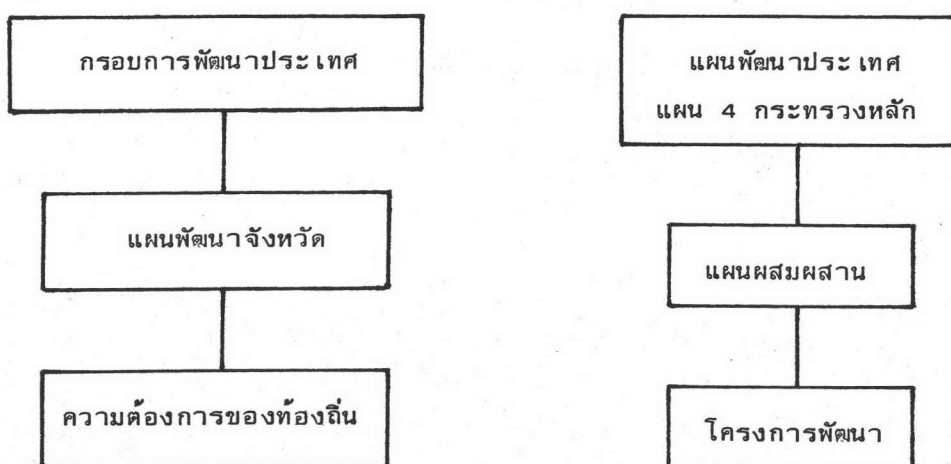 กรอบการพัฒนาประเทศ
แผนพัฒนาจังหวัด
ความต้องการของท้องถิ่น
แผนพัฒนาประเทศ
แผน 4 กระทรวงหลัก
แผนผสมผสาน
โครงการพัฒนา